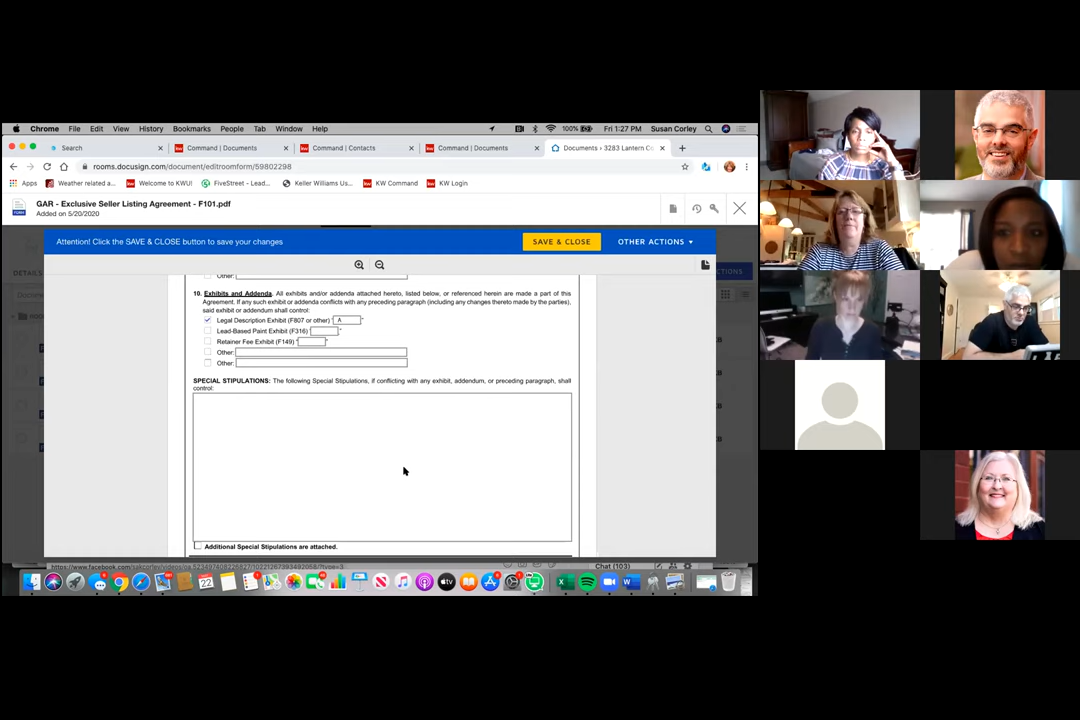 Chrome File Edit View History Bookmarks People Tab Window Help 100% Fri 1:27 PM Susan Corley
Search Command | Documents Command | Contacts Command | Documents Documents › 3283 Lantern Co
rooms.docusign.com/document/editroomform/59802298
Apps Weather related a... Welcome to KWU! FiveStreet - Lead... Keller Williams Us... KW Command KW Login
GAR - Exclusive Seller Listing Agreement - F101.pdf
Added on 5/20/2020
Attention! Click the SAVE & CLOSE button to save your changes
SAVE & CLOSE
OTHER ACTIONS
DETAILS
Other:
10. Exhibits and Addenda. All exhibits and/or addenda attached hereto, listed below, or referenced herein are made a part of this
Agreement. If any such exhibit or addenda conflicts with any preceding paragraph (including any changes thereto made by the parties),
said exhibit or addendum shall control:
Legal Description Exhibit (F807 or other) " A "
Lead-Based Paint Exhibit (F316) " "
Retainer Fee Exhibit (F149) " "
Other:
Other:
SPECIAL STIPULATIONS: The following Special Stipulations, if conflicting with any exhibit, addendum, or preceding paragraph, shall
control:
Additional Special Stipulations are attached.
Chat (103)